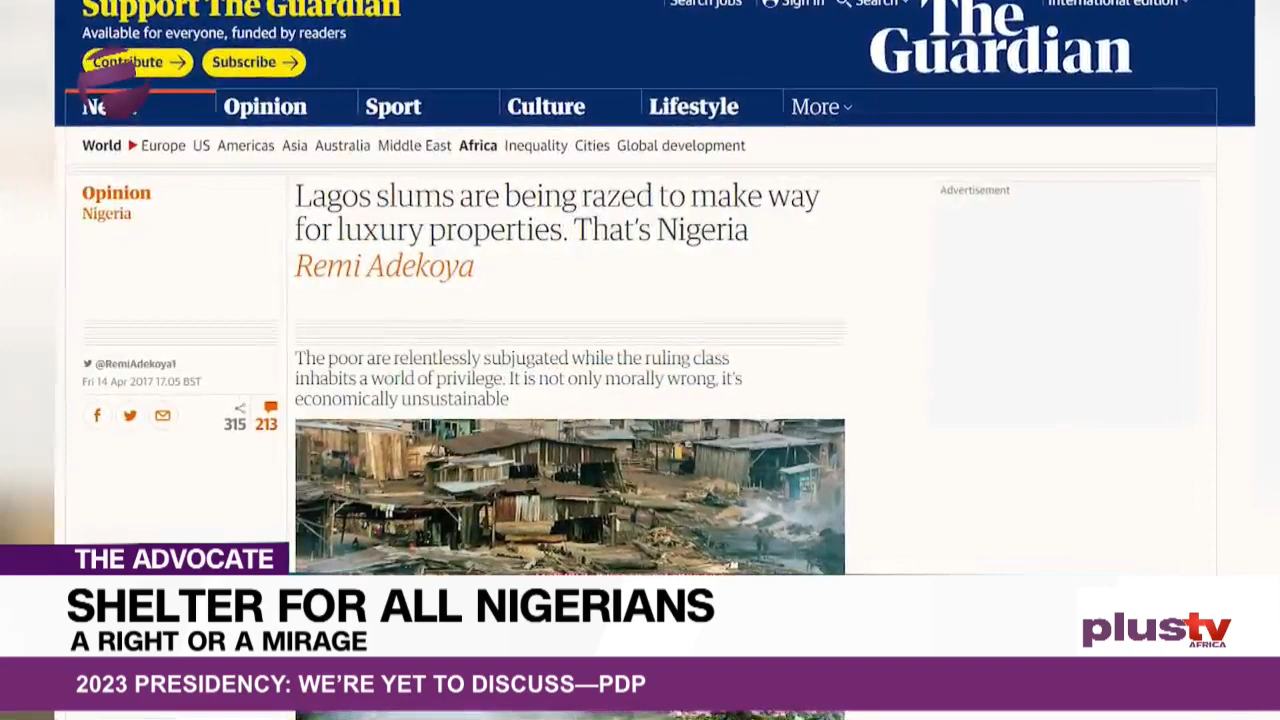 Support The Guardian
Available for everyone, funded by readers
Contribute →
Subscribe →
Search jobs
Sign in
Search
International edition
The
Guardian
Opinion
Sport
Culture
Lifestyle
More
World
Europe
US
Americas
Asia
Australia
Middle East
Africa
Inequality
Cities
Global development
Opinion
Nigeria
Lagos slums are being razed to make way
for luxury properties. That's Nigeria
Remi Adekoya
Advertisement
@RemiAdekoya1
Fri 14 Apr 2017 17.05 BST
315
213
The poor are relentlessly subjugated while the ruling class
inhabits a world of privilege. It is not only morally wrong, it's
economically unsustainable
THE ADVOCATE
SHELTER FOR ALL NIGERIANS
A RIGHT OR A MIRAGE
plustv
AFRICA
2023 PRESIDENCY: WE'RE YET TO DISCUSS—PDP